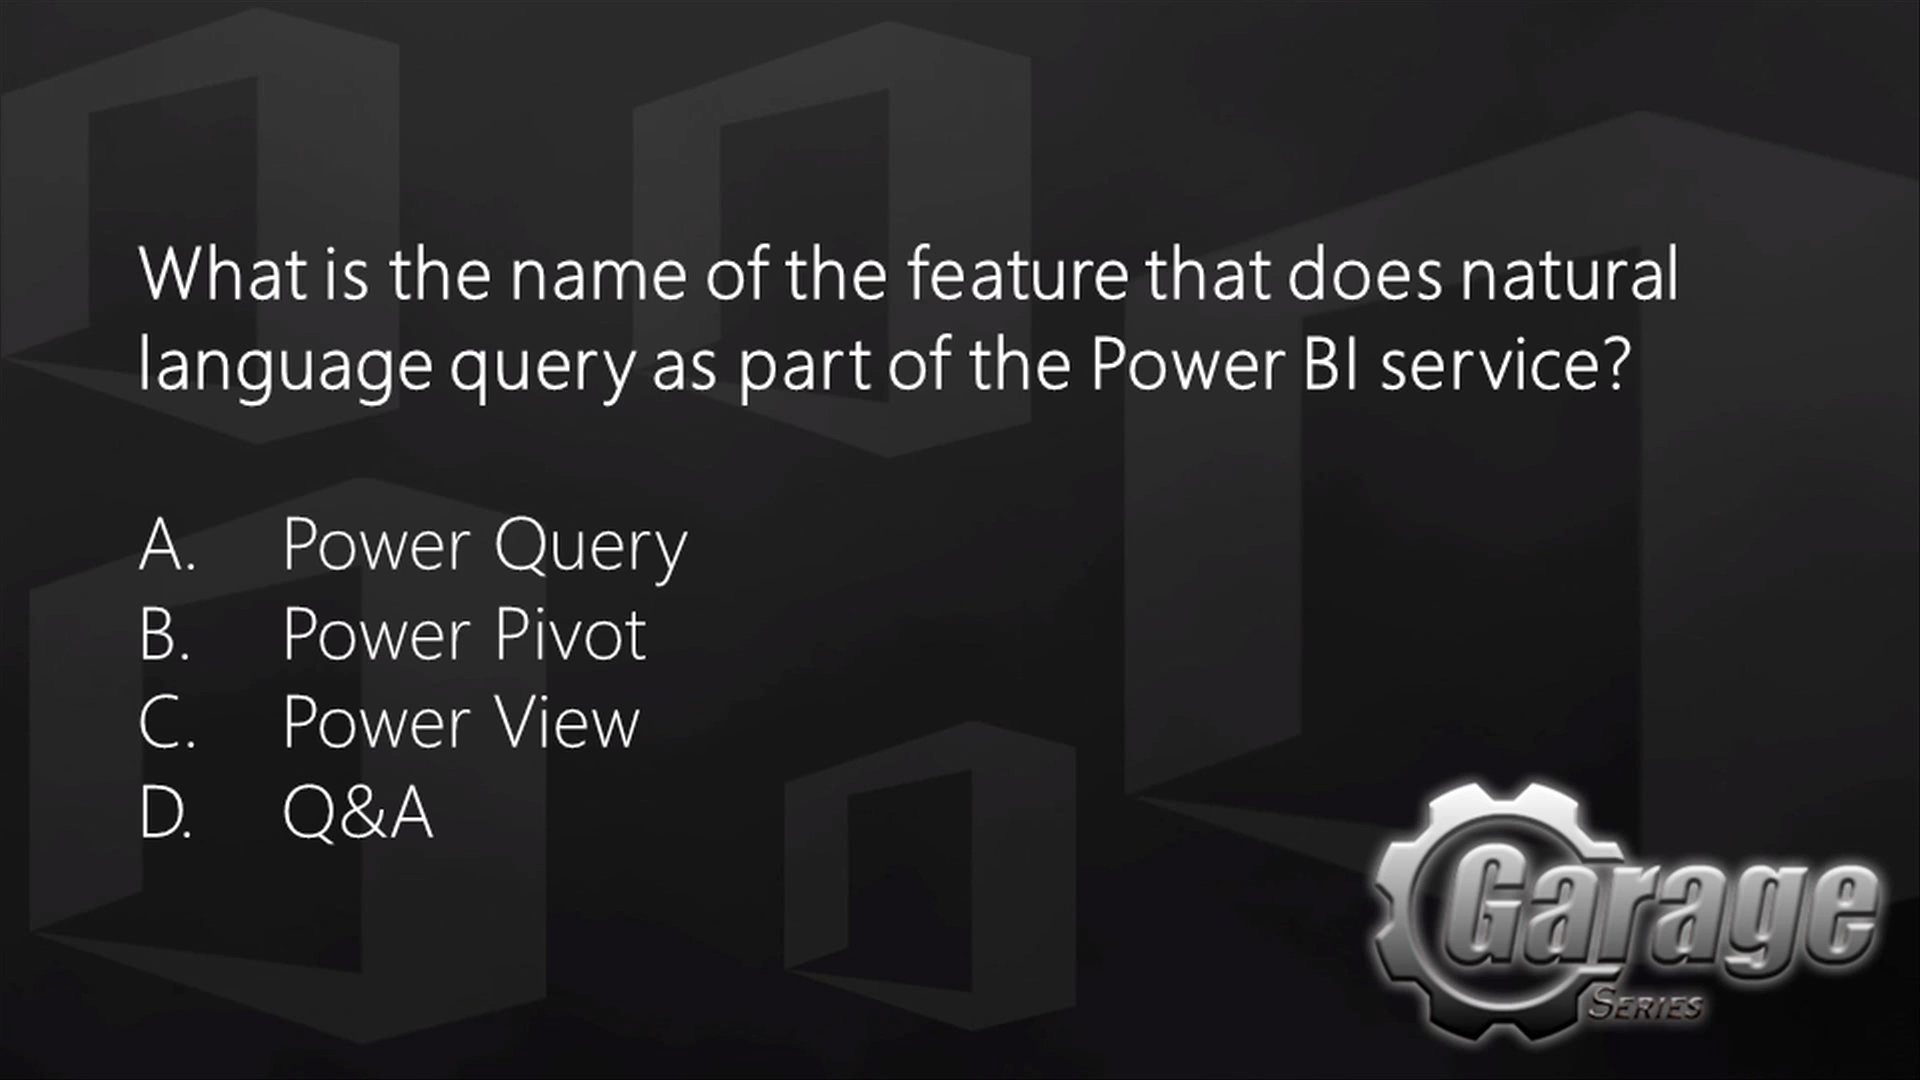 What is the name of the feature that does natural
language query as part of the Power BI service?
A. Power Query
B. Power Pivot
C. Power View
D. Q&A
Garage
SERIES